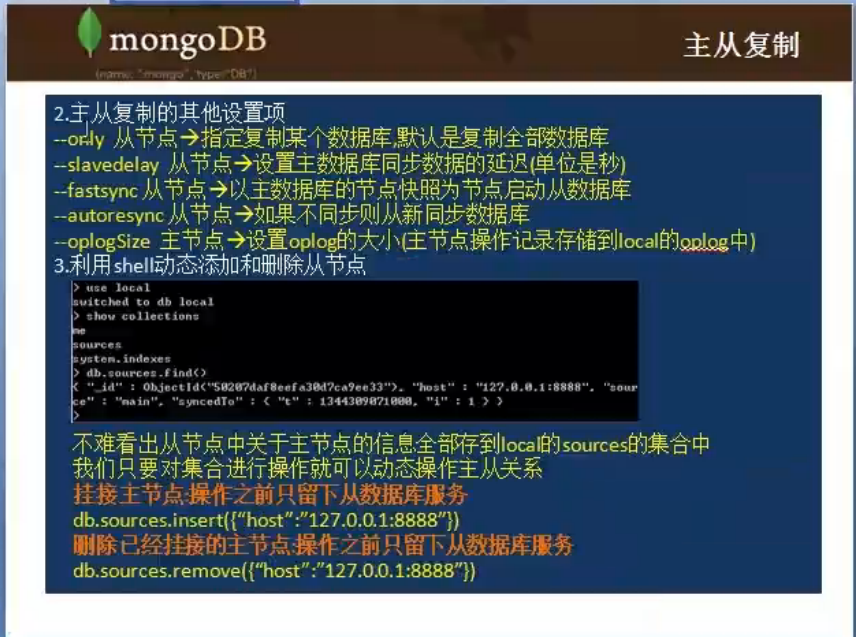 mongoDB
{name: "mongo", type:"DB"}
主从复制
2.主从复制的其他设置项
--only 从节点→指定复制某个数据库,默认是复制全部数据库
--slavedelay 从节点→设置主数据库同步数据的延迟(单位是秒)
--fastsync 从节点→以主数据库的节点快照为节点启动从数据库
--autoresync 从节点→如果不同步则从新同步数据库
--oplogSize 主节点→设置oplog的大小(主节点操作记录存储到local的oplog中)
3.利用shell动态添加和删除从节点
> use local
switched to db local
> show collections
me
sources
system.indexes
> db.sources.find()
{ "_id" : ObjectId("50207daf8eefa30d7ca9ee33"), "host" : "127.0.0.1:8888", "sour
ce" : "main", "syncedTo" : { "t" : 1344309071000, "i" : 1 } }
>
不难看出从节点中关于主节点的信息全部存到local的sources的集合中
我们只要对集合进行操作就可以动态操作主从关系
挂接主节点:操作之前只留下从数据库服务
db.sources.insert({“host”:”127.0.0.1:8888”})
删除已经挂接的主节点:操作之前只留下从数据库服务
db.sources.remove({“host”:”127.0.0.1:8888”})